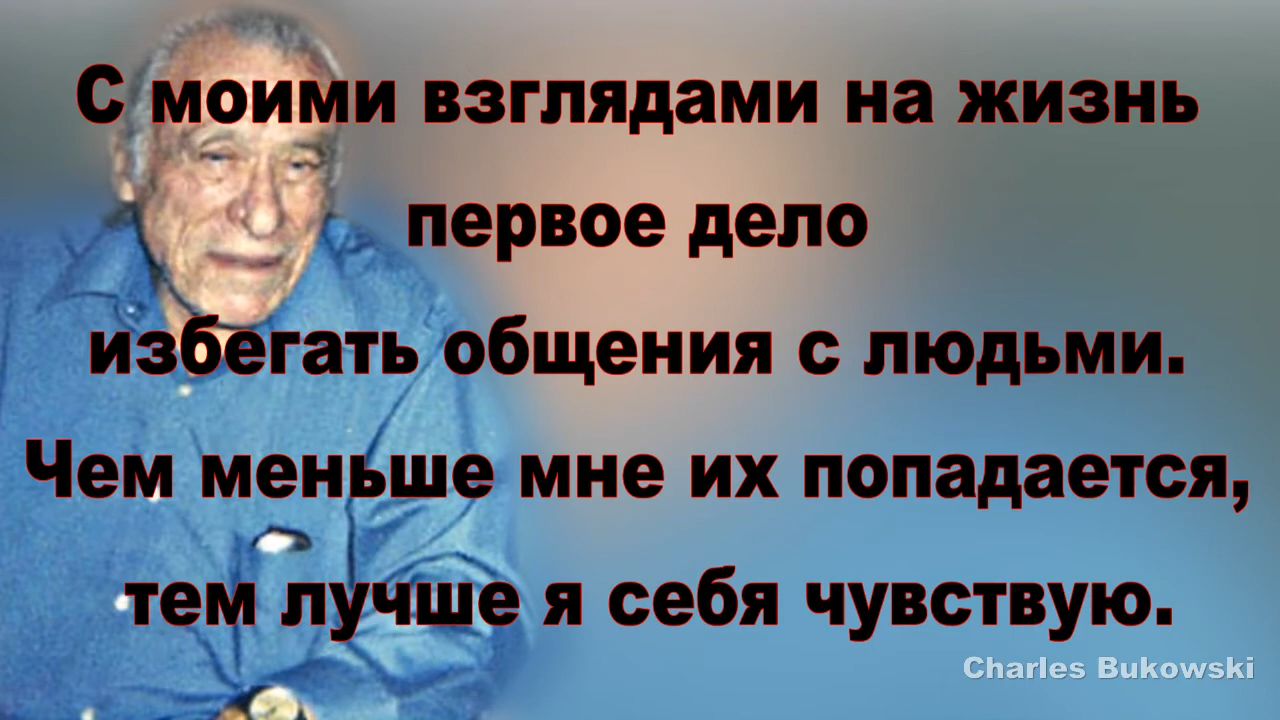 С моими взглядами на жизнь
первое дело
избегать общения с людьми.
Чем меньше мне их попадается,
тем лучше я себя чувствую.
Charles Bukowski